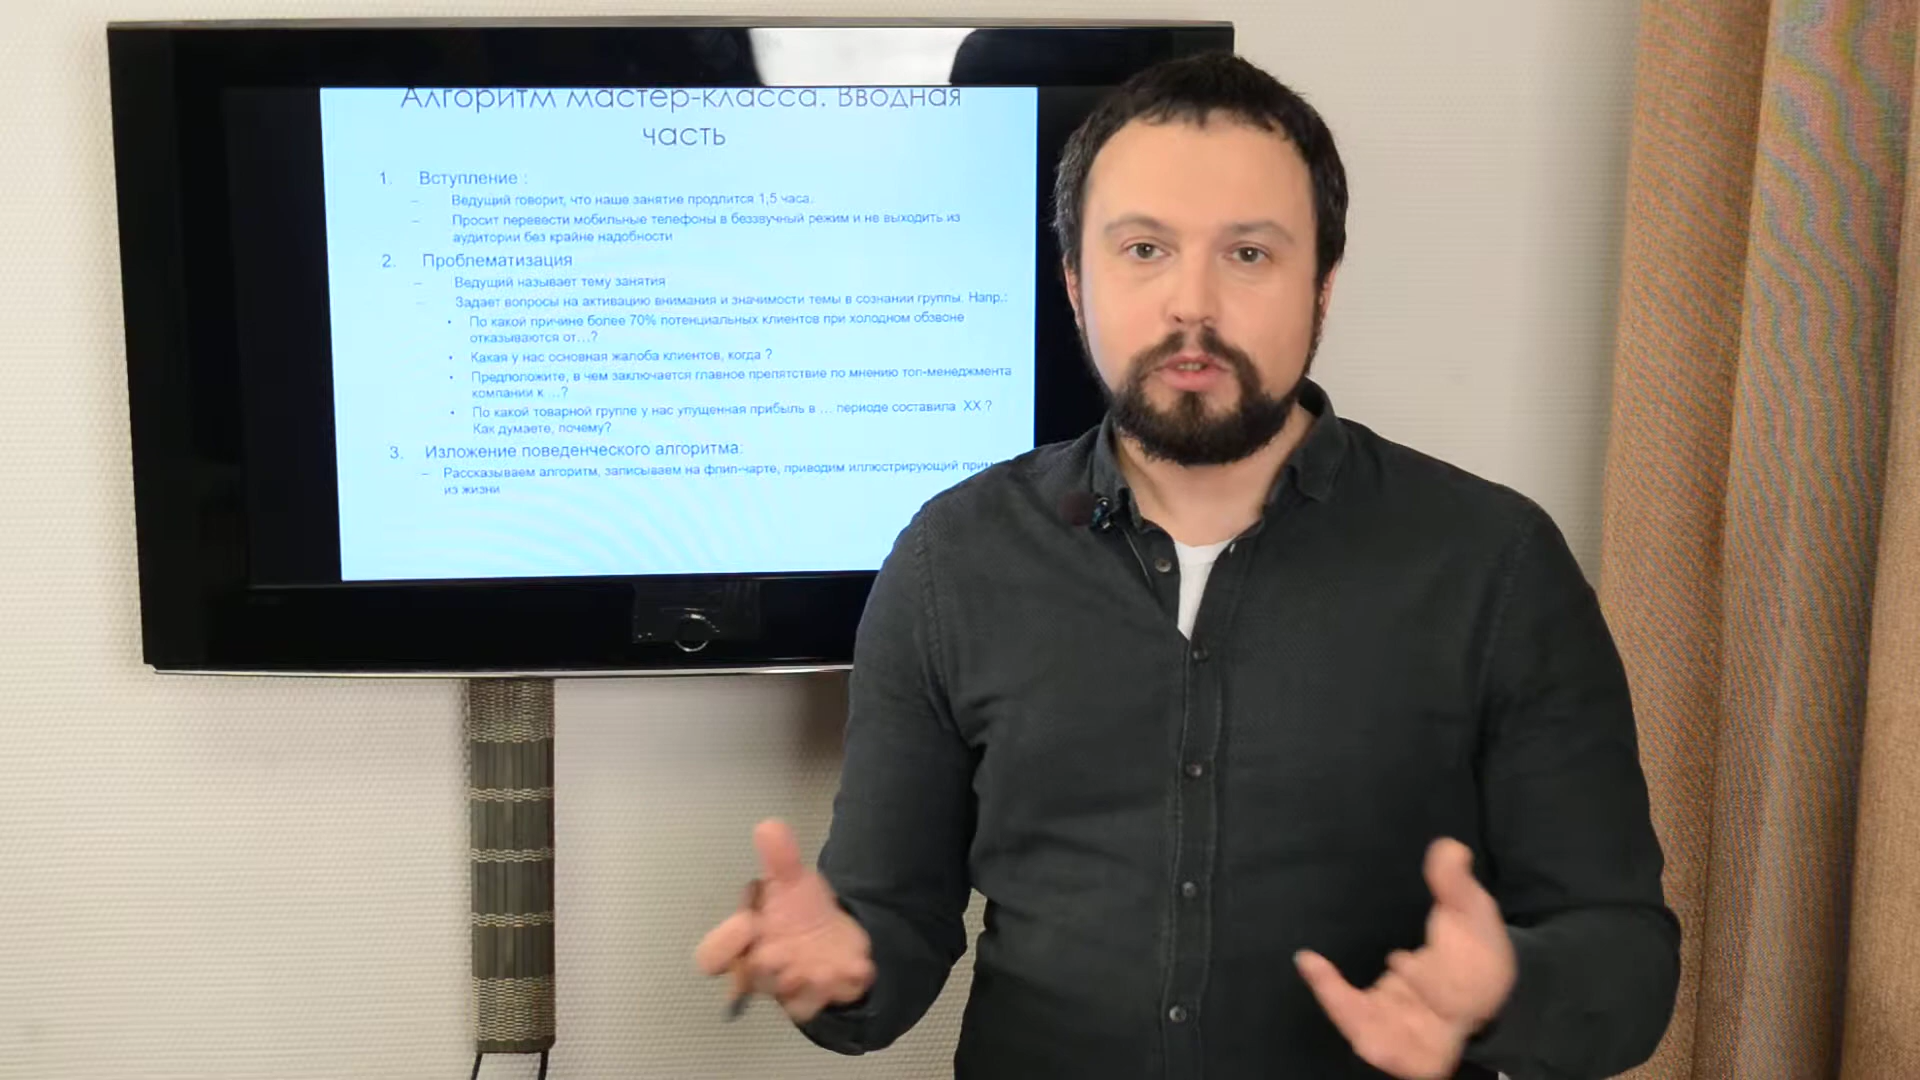 Алгоритм мастер-класса. Вводная
часть
1. Вступление :
– Ведущий говорит, что наше занятие продлится 1,5 часа.
– Просит перевести мобильные телефоны в беззвучный режим и не выходить из
аудитории без крайне надобности
2. Проблематизация
– Ведущий называет тему занятия
– Задает вопросы на активацию внимания и значимости темы в сознании группы. Напр.:
• По какой причине более 70% потенциальных клиентов при холодном обзвоне
отказываются от…?
• Какая у нас основная жалоба клиентов, когда ?
• Предположите, в чем заключается главное препятствие по мнению топ-менеджмента
компании к …?
• По какой товарной группе у нас упущенная прибыль в … периоде составила XX ?
Как думаете, почему?
3. Изложение поведенческого алгоритма:
– Рассказываем алгоритм, записываем на флип-чарте, приводим иллюстрирующий
из жизни